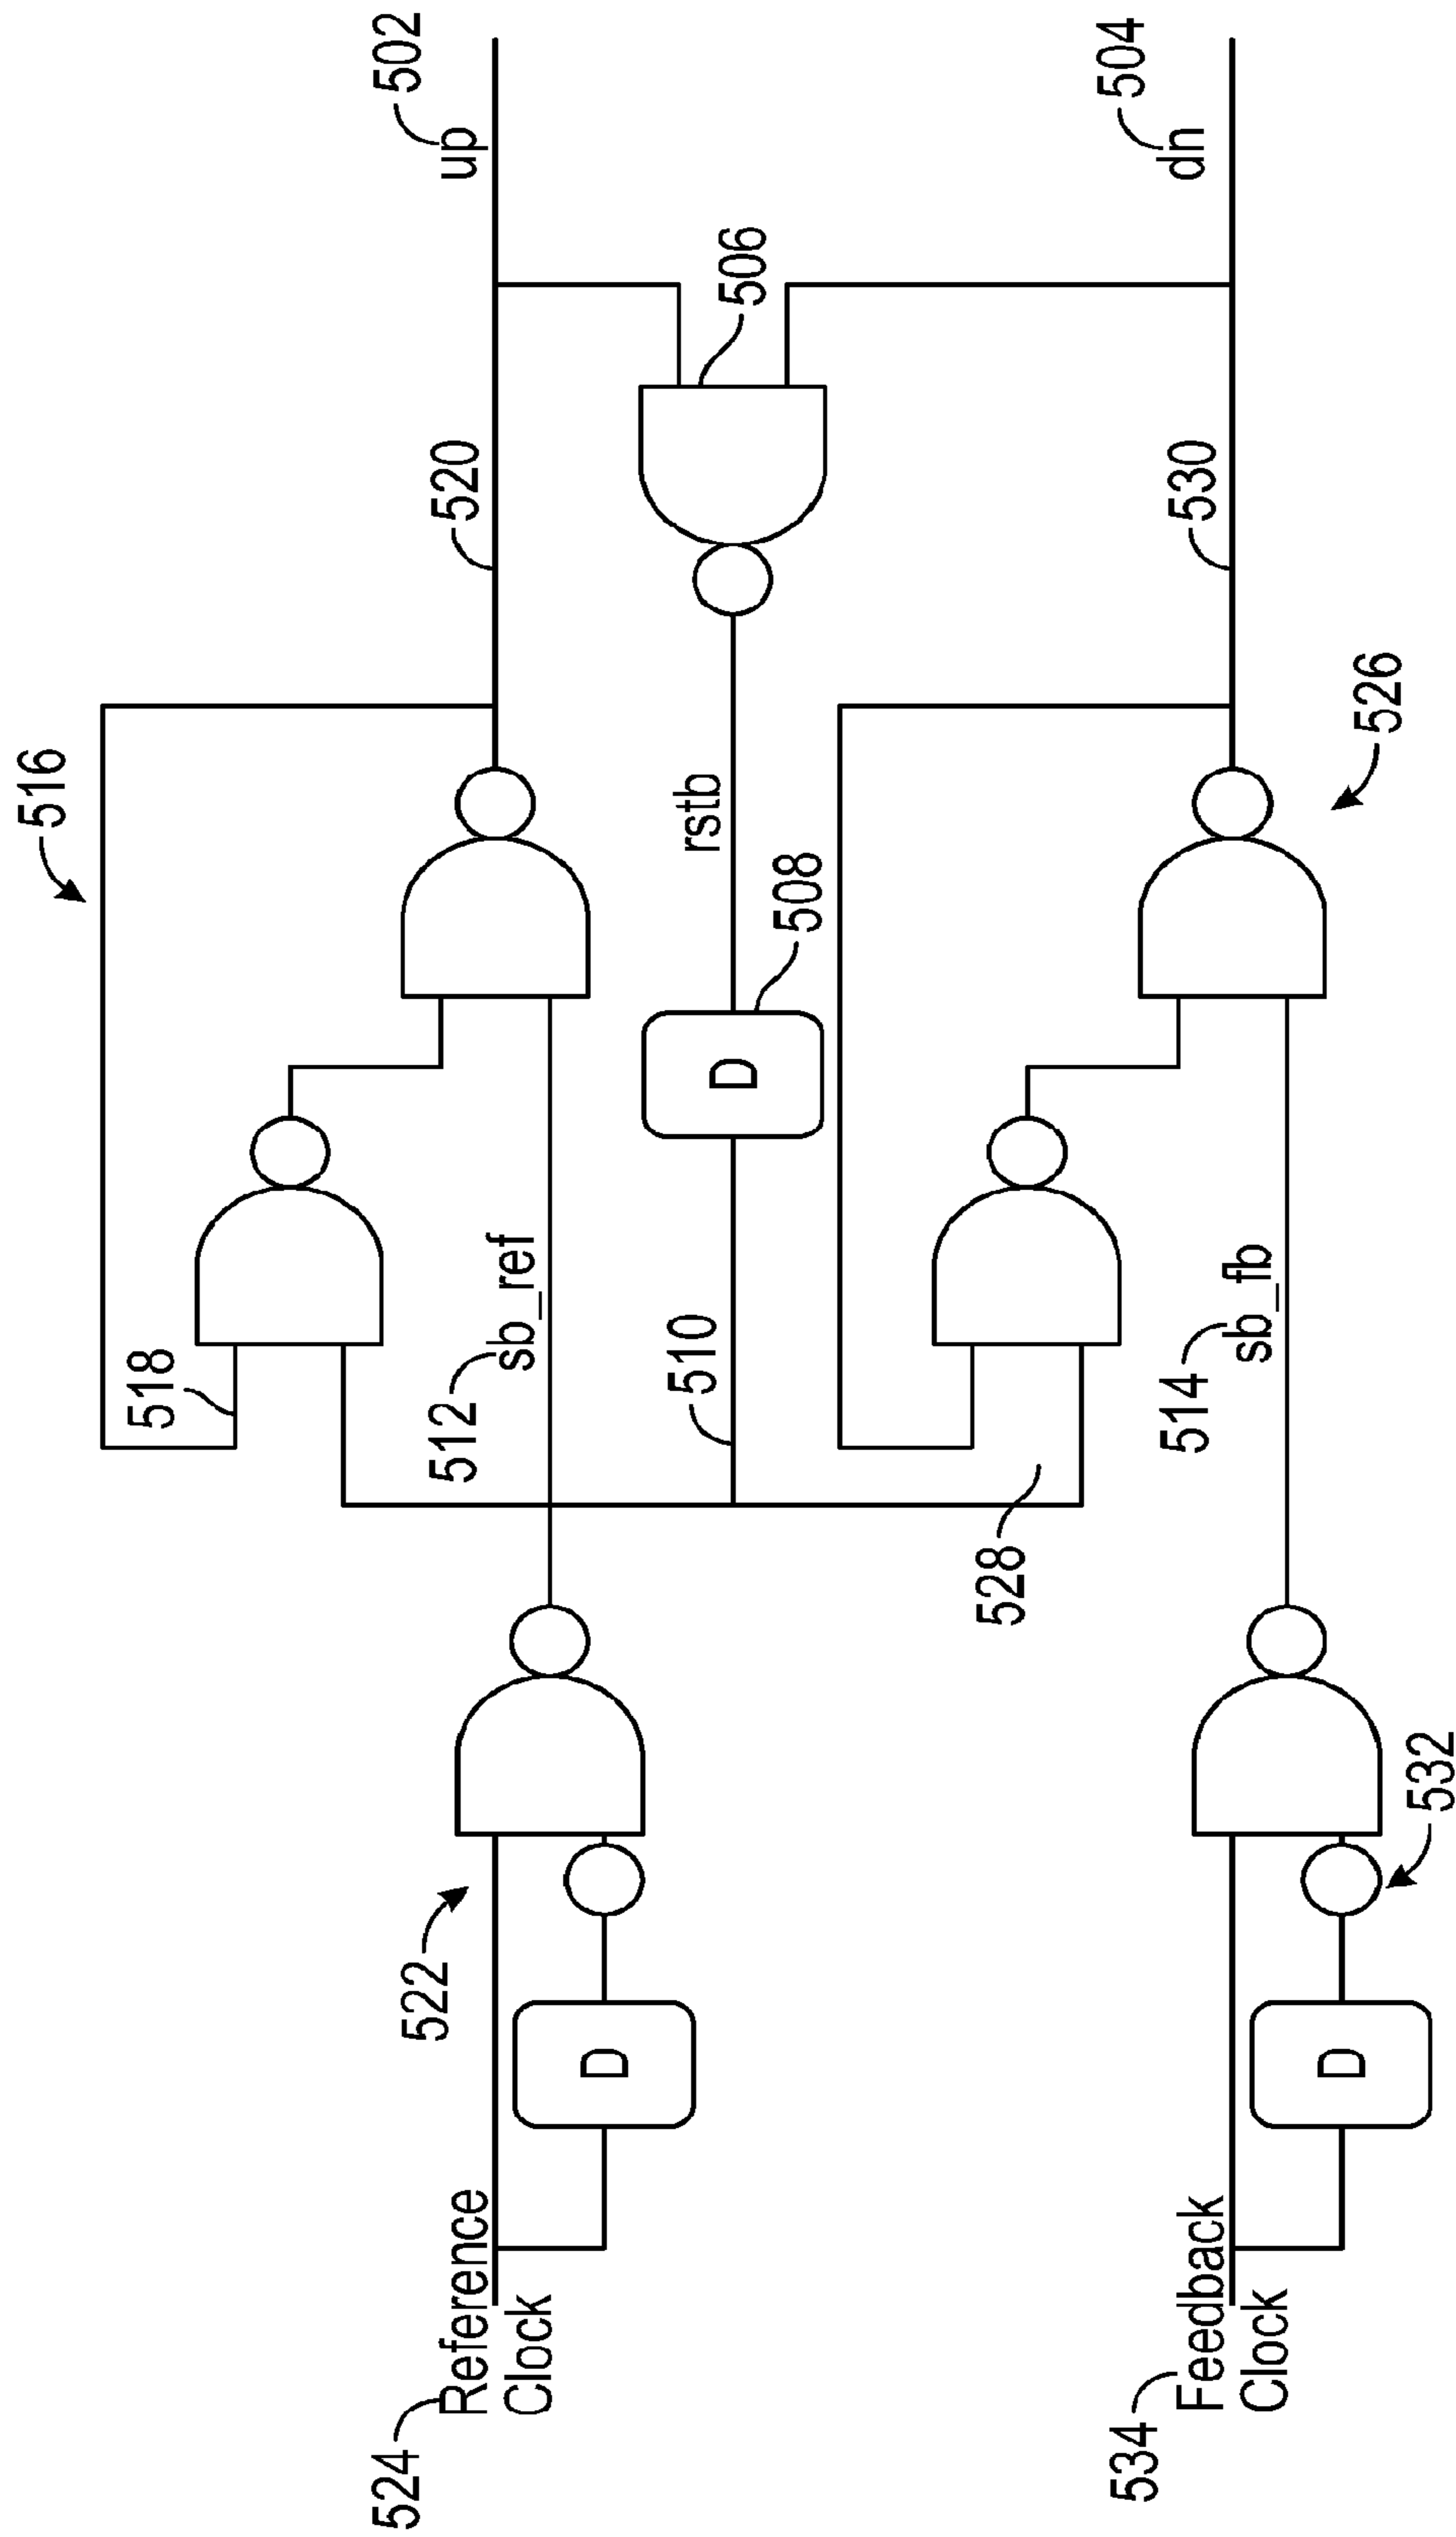 516
518
520
502
up
524
Reference
Clock
D
522
512
sb_ref
510
D
508
rstb
506
528
526
530
504
dn
534
Feedback
Clock
D
532
514
sb_fb